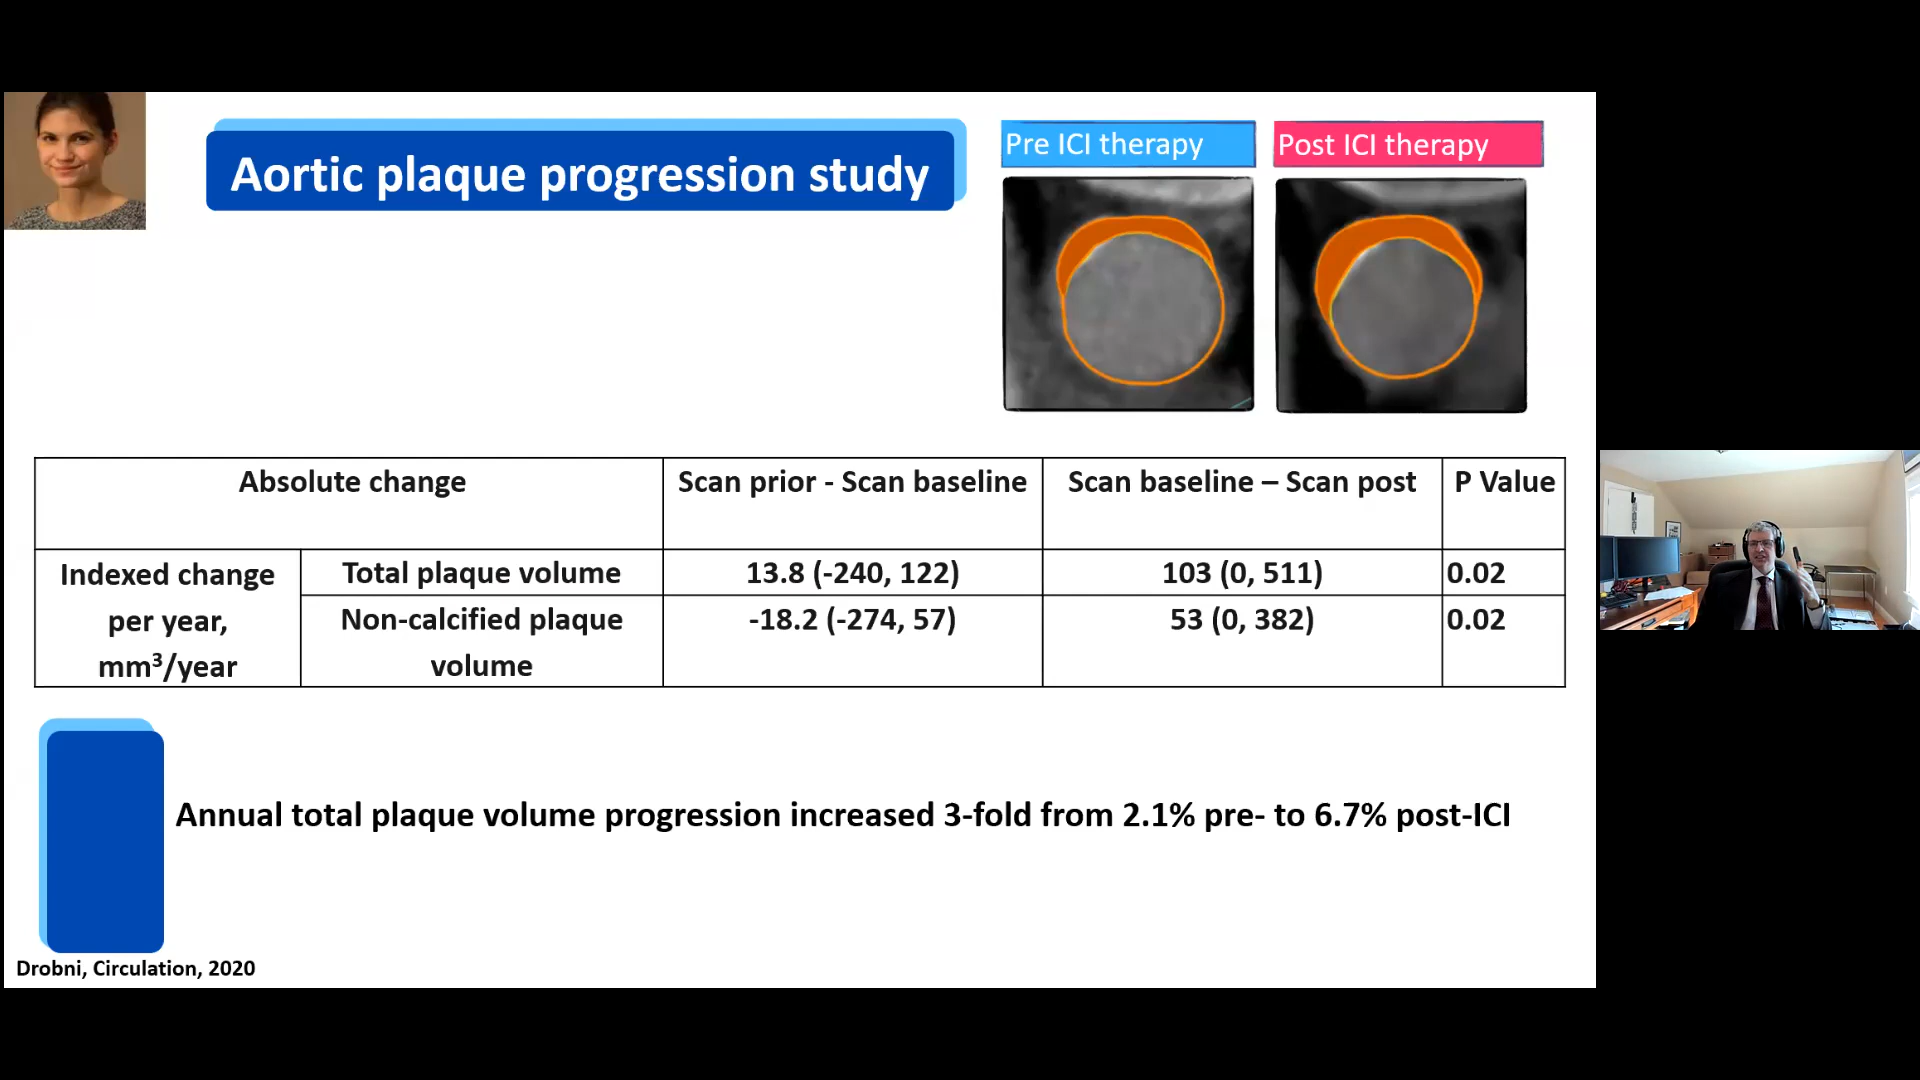 Aortic plaque progression study
Pre ICI therapy
Post ICI therapy
Absolute change
Scan prior - Scan baseline
Scan baseline – Scan post
P Value
Indexed change
per year,
mm³/year
Total plaque volume
13.8 (-240, 122)
103 (0, 511)
0.02
Non-calcified plaque
volume
-18.2 (-274, 57)
53 (0, 382)
0.02
Annual total plaque volume progression increased 3-fold from 2.1% pre- to 6.7% post-ICI
Drobni, Circulation, 2020